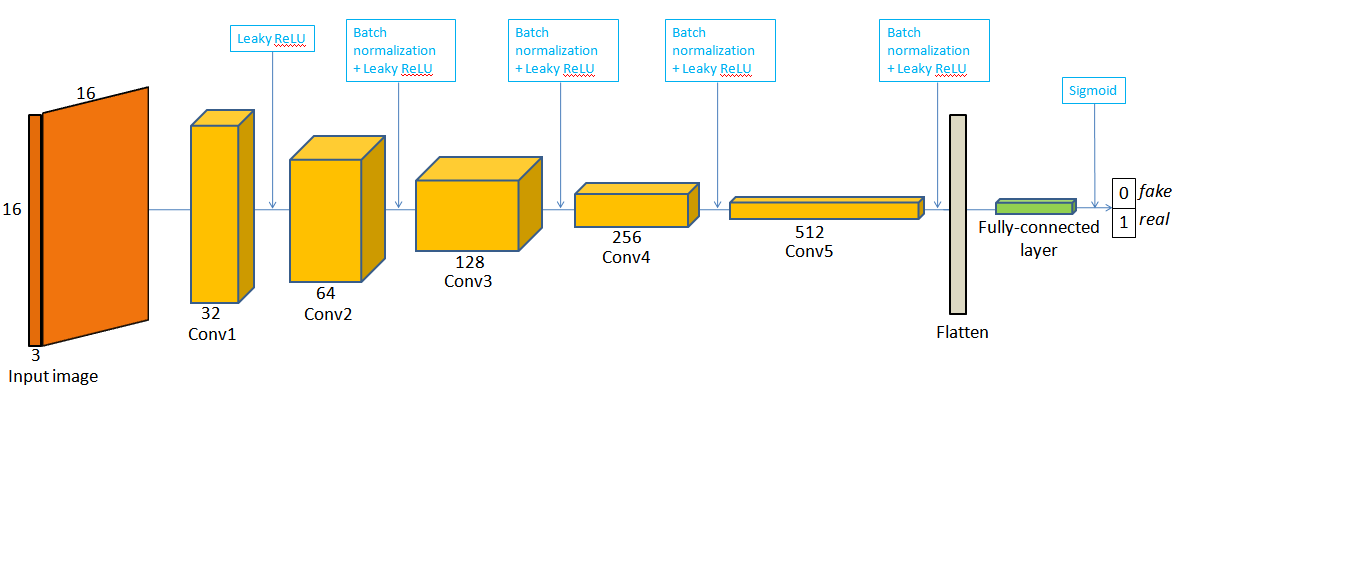 Leaky ReLU
Batch
normalization
+ Leaky ReLU
Batch
normalization
+ Leaky ReLU
Batch
normalization
+ Leaky ReLU
Batch
normalization
+ Leaky ReLU
Sigmoid
16
16
3
Input image
32
Conv1
64
Conv2
128
Conv3
256
Conv4
512
Conv5
Flatten
Fully-connected
layer
0 fake
1 real